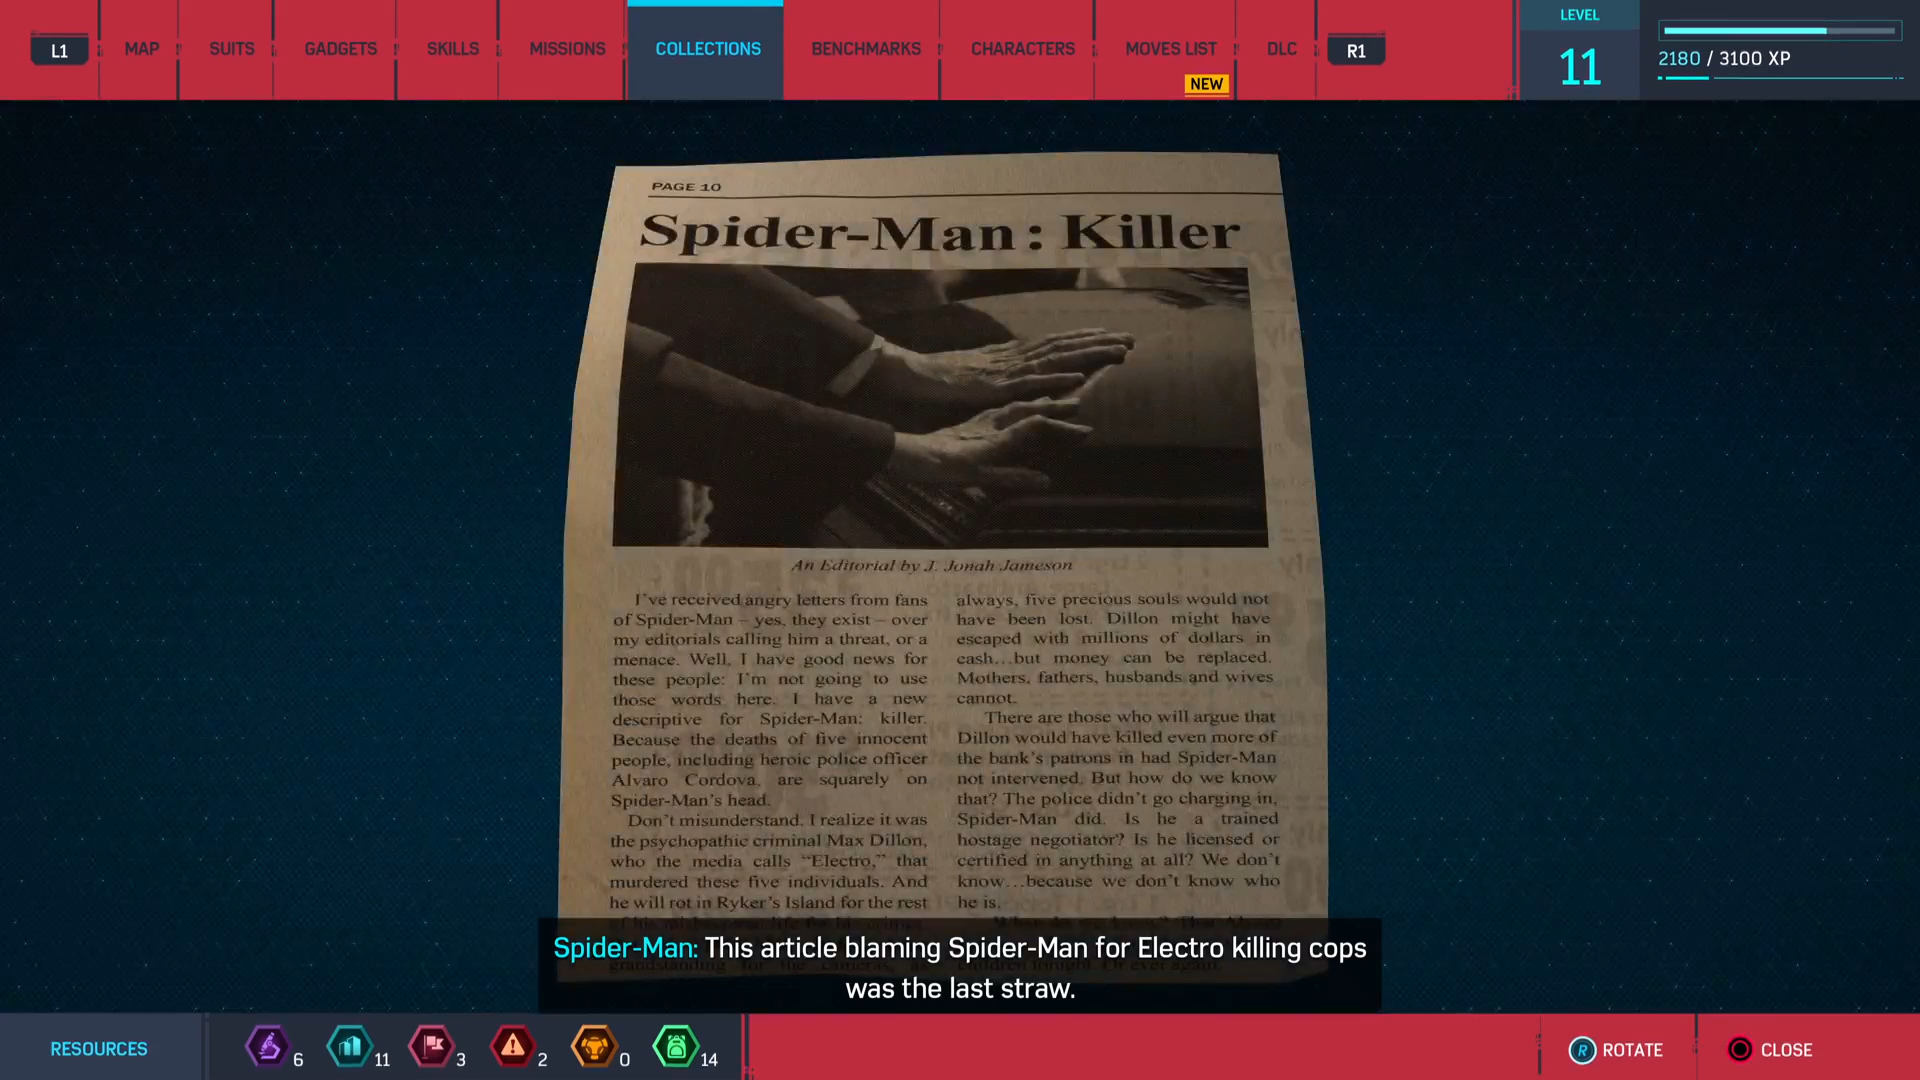 L1
MAP
SUITS
GADGETS
SKILLS
MISSIONS
COLLECTIONS
BENCHMARKS
CHARACTERS
MOVES LIST
NEW
DLC
R1
LEVEL
11
2180 / 3100 XP
PAGE 10
Spider-Man: Killer
An Editorial by J. Jonah Jameson
I've received angry letters from fans
of Spider-Man – yes, they exist – over
my editorials calling him a threat, or a
menace. Well, I have good news for
these people: I'm not going to use
those words here. I have a new
descriptive for Spider-Man: killer.
Because the deaths of five innocent
people, including heroic police officer
Alvaro Cordova, are squarely on
Spider-Man's head.
Don't misunderstand. I realize it was
the psychopathic criminal Max Dillon,
who the media calls "Electro," that
murdered these five individuals. And
he will rot in Ryker's Island for the rest
always, five precious souls would not
have been lost. Dillon might have
escaped with millions of dollars in
cash...but money can be replaced.
Mothers, fathers, husbands and wives
cannot.
There are those who will argue that
Dillon would have killed even more of
the bank's patrons in had Spider-Man
not intervened. But how do we know
that? The police didn't go charging in,
Spider-Man did. Is he a trained
hostage negotiator? Is he licensed or
certified in anything at all? We don't
know...because we don't know who
he is.
Spider-Man: This article blaming Spider-Man for Electro killing cops
was the last straw.
RESOURCES
6
11
3
2
0
14
R ROTATE
CLOSE